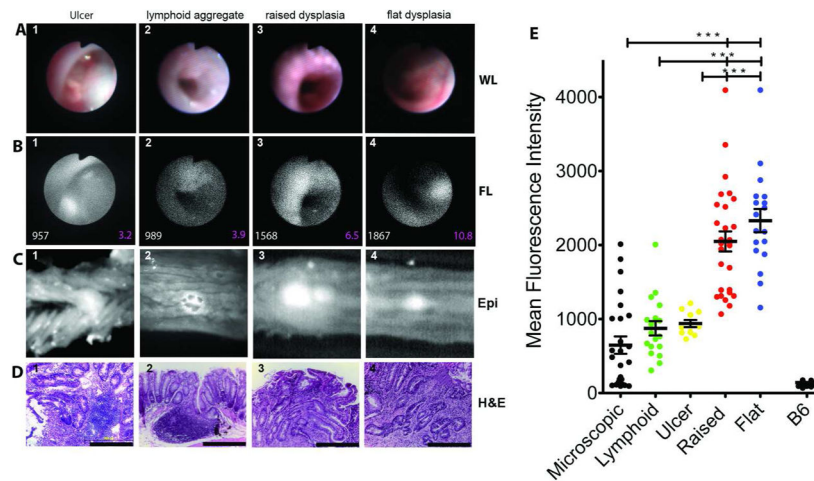 Ulcer
lymphoid aggregate
raised dysplasia
flat dysplasia
A
1
2
3
4
WL
B
1
2
3
4
FL
957
3.2
989
3.9
1568
6.5
1867
10.8
C
1
2
3
4
Epi
D
1
2
3
4
H&E
E
***
***
***
Mean Fluorescence Intensity
4000
3000
2000
1000
0
Microscopic
Lymphoid
Ulcer
Raised
Flat
B6